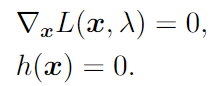 ∇ₓL(x, λ) = 0,
h(x) = 0.